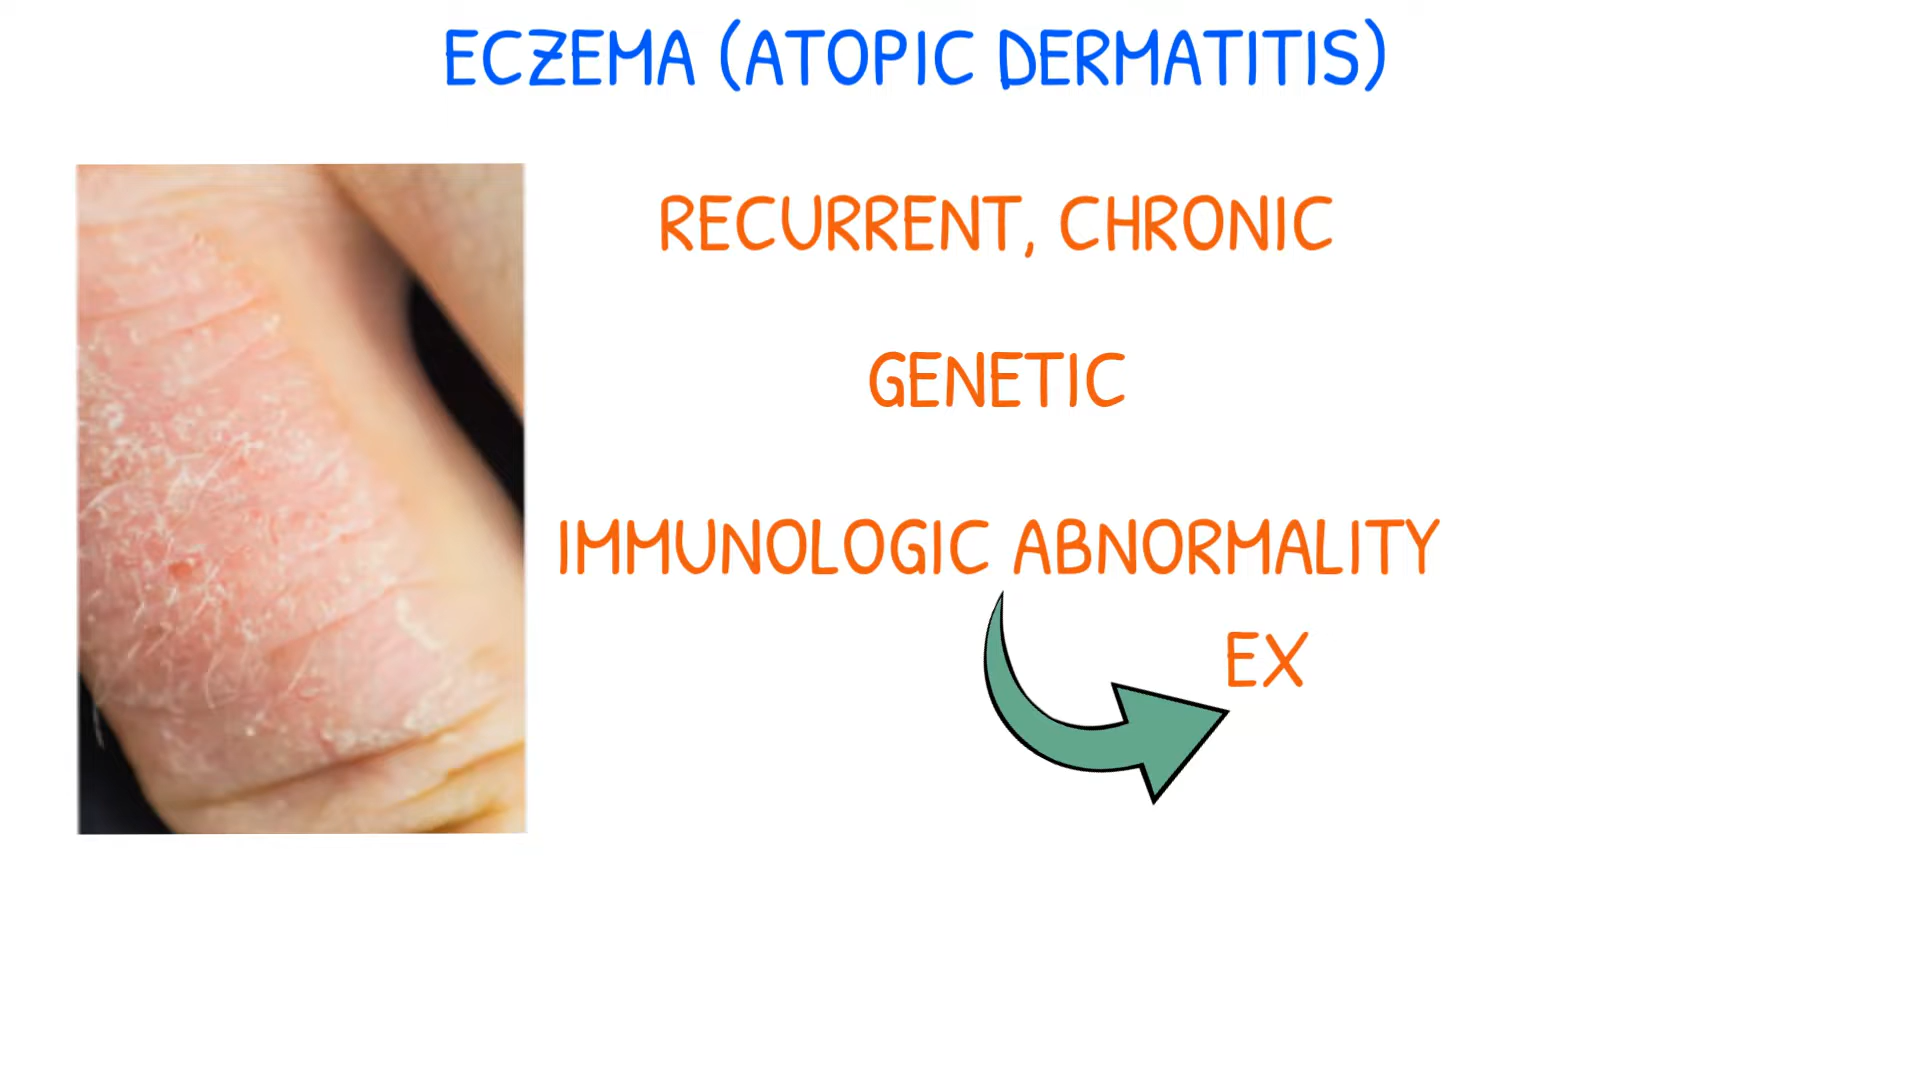 ECZEMA (ATOPIC DERMATITIS)
RECURRENT, CHRONIC
GENETIC
IMMUNOLOGIC ABNORMALITY
EX